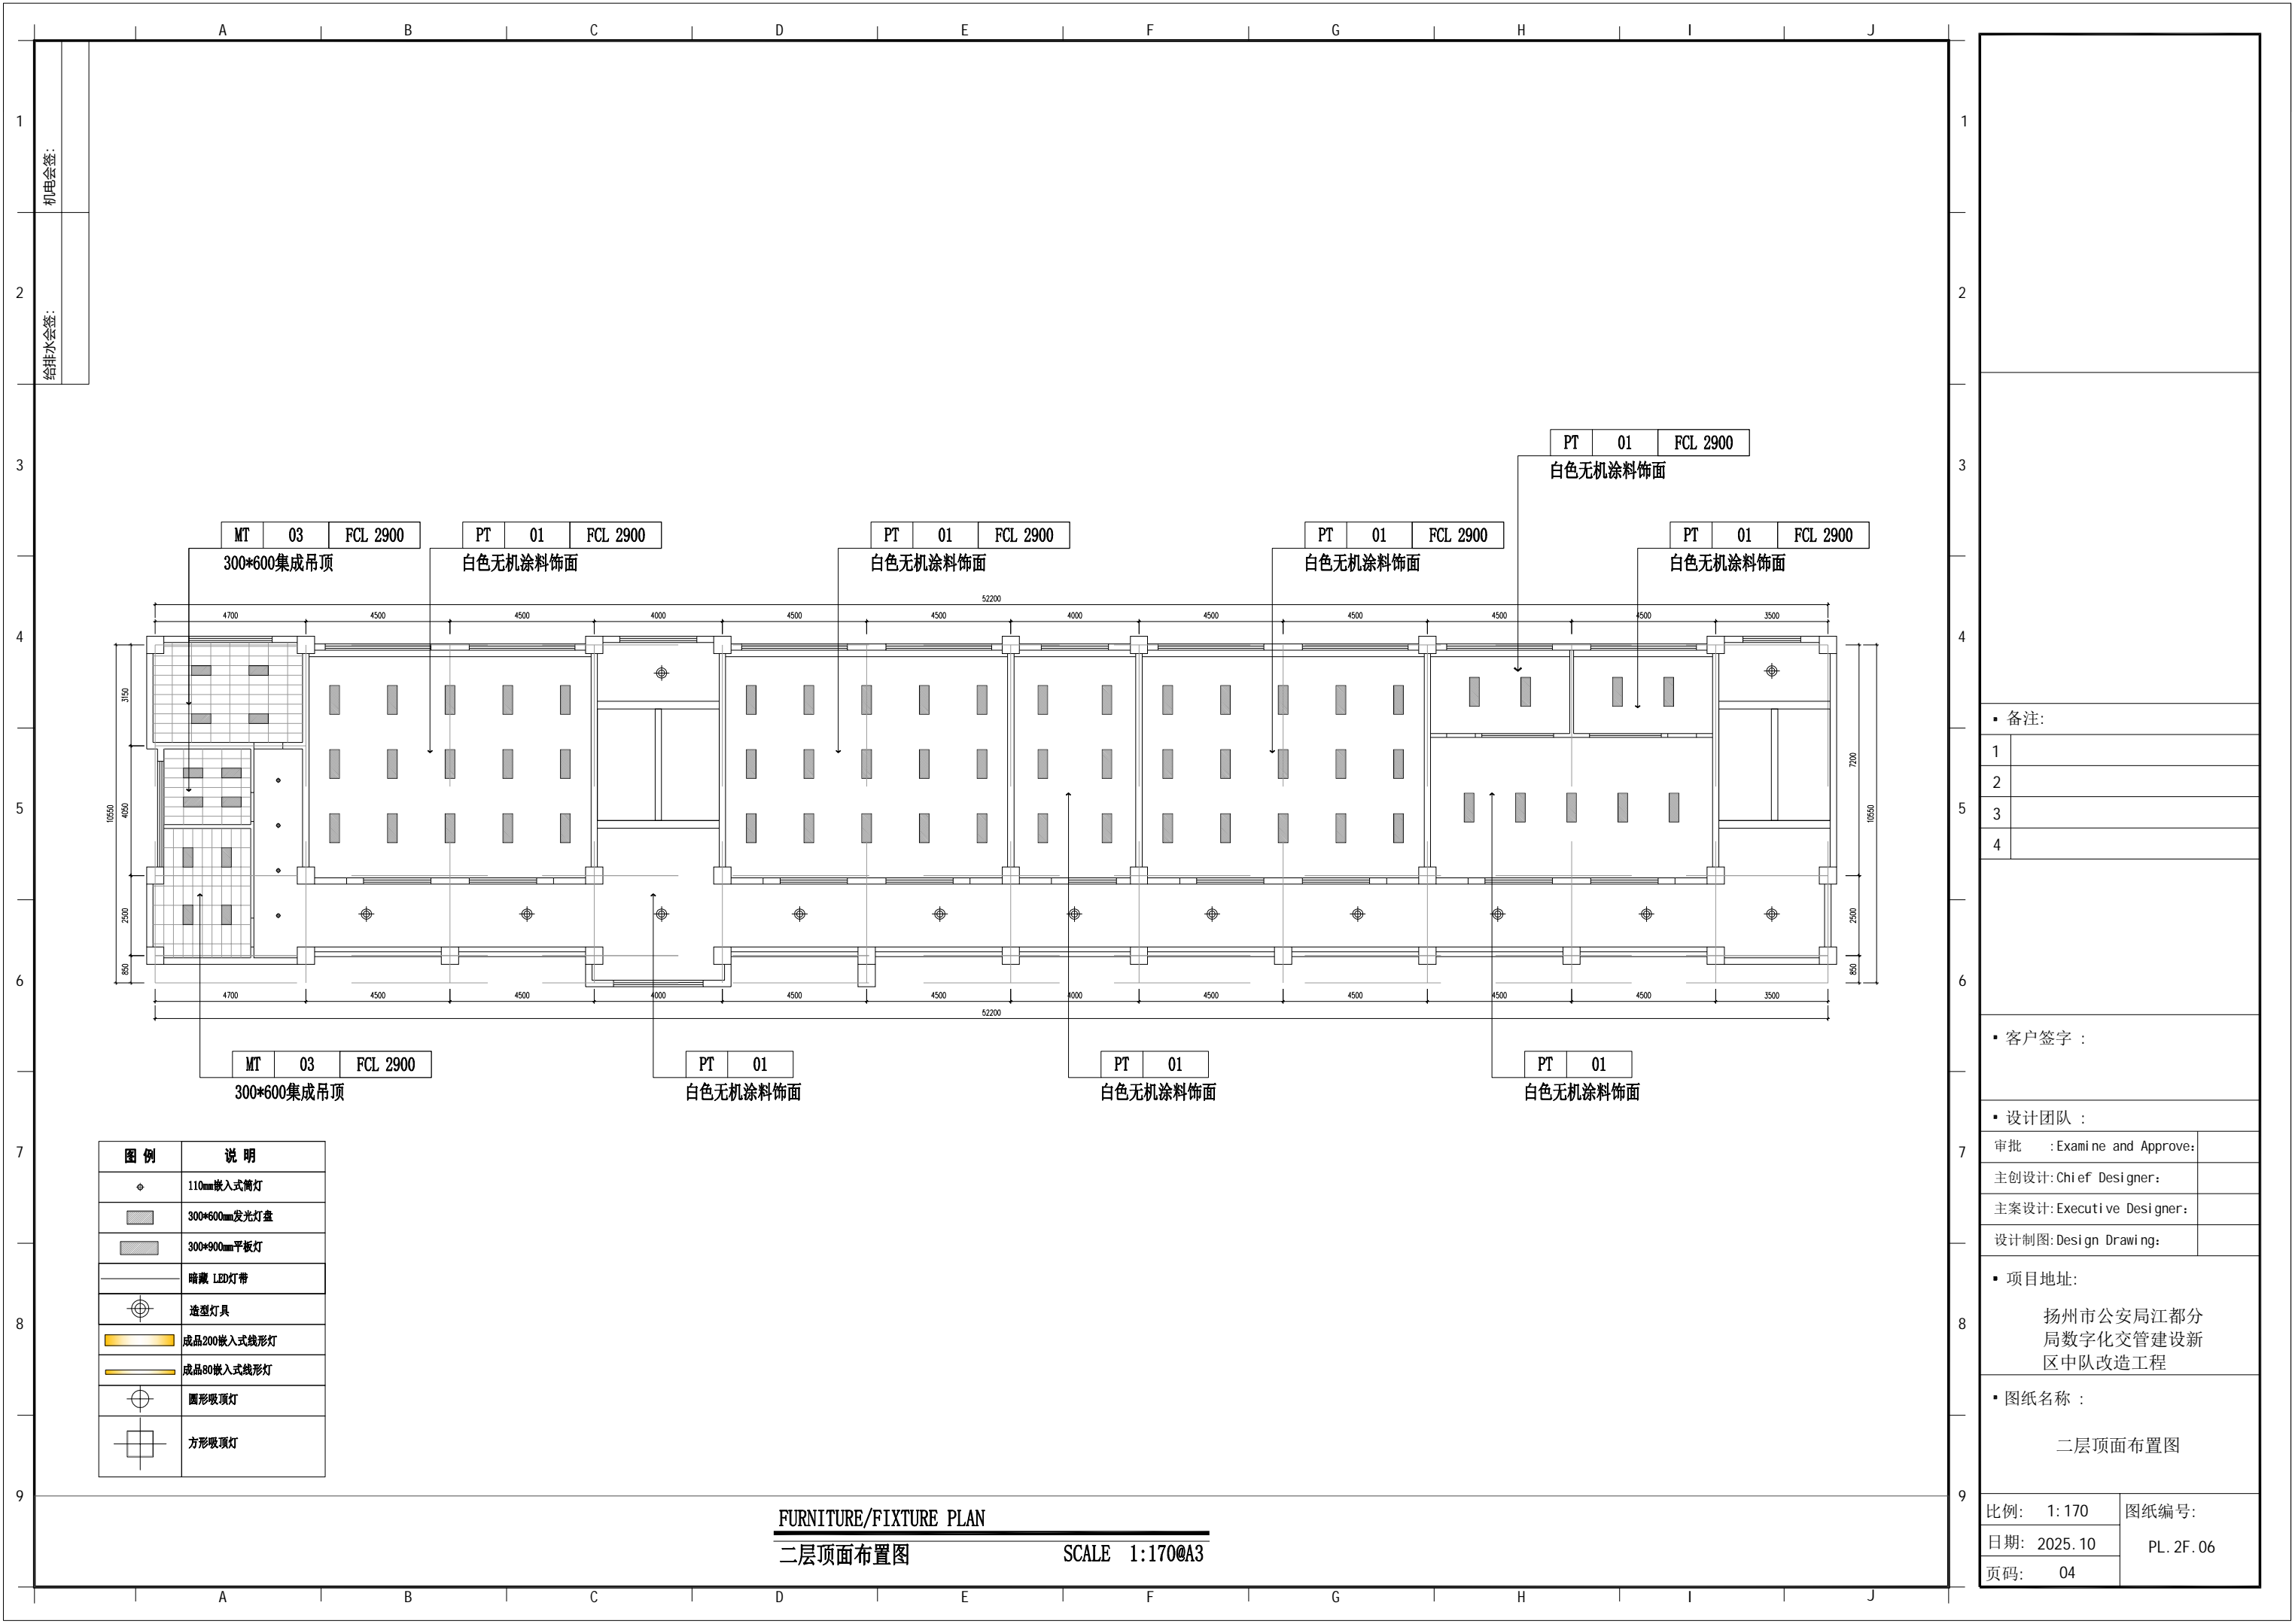 A B C D E F G H I J
1 1
机电会签:
2 2
给排水会签:
3 3
PT 01 FCL 2900
白色无机涂料饰面
MT 03 FCL 2900
300*600集成吊顶
PT 01 FCL 2900
白色无机涂料饰面
PT 01 FCL 2900
白色无机涂料饰面
PT 01 FCL 2900
白色无机涂料饰面
PT 01 FCL 2900
白色无机涂料饰面
52200
4700 4500 4500 4000 4500 4500 4000 4500 4500 4500 4500 3500
4 4
3150
10550
4050
2500
850
7200
10550
2500
850
5 5
6 6
4700 4500 4500 4000 4500 4500 4000 4500 4500 4500 4500 3500
52200
MT 03 FCL 2900
300*600集成吊顶
PT 01
白色无机涂料饰面
PT 01
白色无机涂料饰面
PT 01
白色无机涂料饰面
7 7
图 例 说 明
110mm嵌入式筒灯
300*600mm发光灯盘
300*900mm平板灯
暗藏 LED灯带
造型灯具
成品200嵌入式线形灯
成品80嵌入式线形灯
圆形吸顶灯
方形吸顶灯
8 8
9 9
FURNITURE/FIXTURE PLAN
二层顶面布置图 SCALE 1:170@A3
A B C D E F G H I J
▪ 备注:
1
2
3
4
▪ 客户签字 :
▪ 设计团队 :
审批 :Examine and Approve:
主创设计:Chief Designer:
主案设计:Executive Designer:
设计制图:Design Drawing:
▪ 项目地址:
扬州市公安局江都分
局数字化交管建设新
区中队改造工程
▪ 图纸名称 :
二层顶面布置图
比例: 1:170 图纸编号:
日期: 2025.10 PL.2F.06
页码: 04